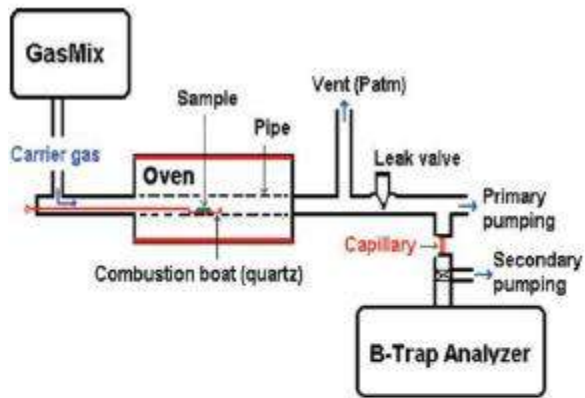 GasMix
Sample
Vent (Patm)
Pipe
Leak valve
Carrier gas
Oven
Primary
pumping
Capillary
Combustion boat (quartz)
Secondary
pumping
B-Trap Analyzer